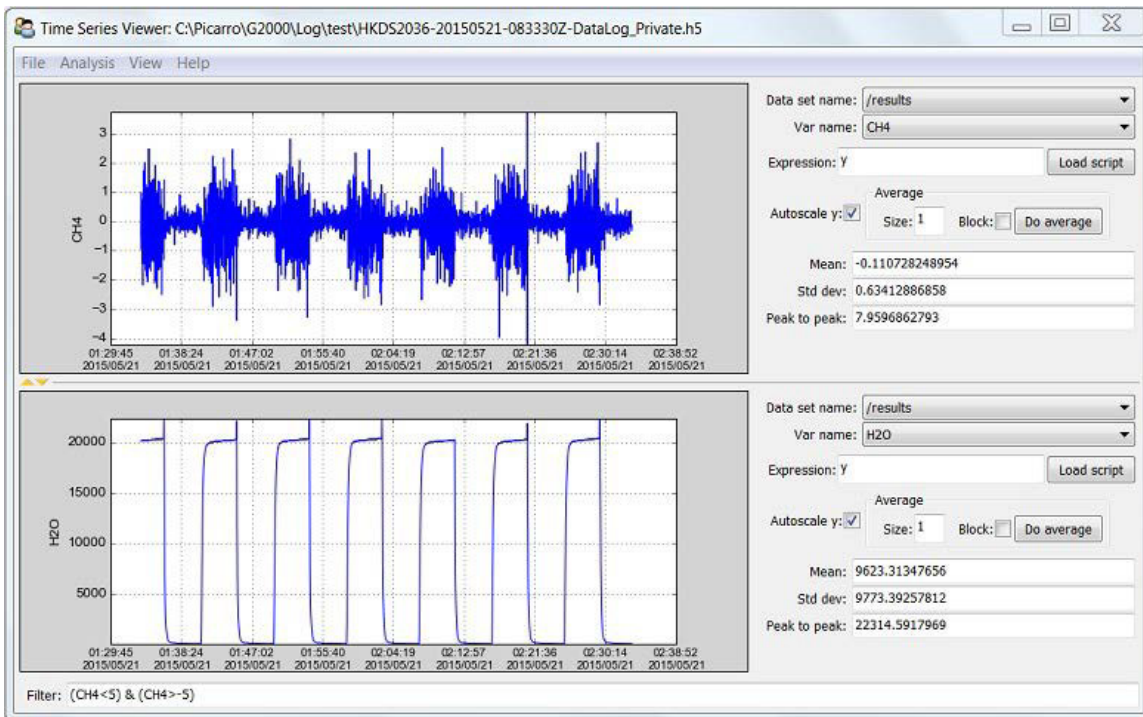 Time Series Viewer: C:\Picarro\G2000\Log\test\HKDS2036-20150521-083330Z-DataLog_Private.h5
File Analysis View Help
3
2
1
0
−1
−2
−3
−4
CH4
01:29:45 01:38:24 01:47:02 01:55:40 02:04:19 02:12:57 02:21:36 02:30:14 02:38:52
2015/05/21 2015/05/21 2015/05/21 2015/05/21 2015/05/21 2015/05/21 2015/05/21 2015/05/21 2015/05/21
Data set name: /results
Var name: CH4
Expression: y Load script
Average
Autoscale y: Size: 1 Block: Do average
Mean: -0.110728248954
Std dev: 0.63412886858
Peak to peak: 7.9596862793
20000
15000
10000
5000
H2O
01:29:45 01:38:24 01:47:02 01:55:40 02:04:19 02:12:57 02:21:36 02:30:14 02:38:52
2015/05/21 2015/05/21 2015/05/21 2015/05/21 2015/05/21 2015/05/21 2015/05/21 2015/05/21 2015/05/21
Data set name: /results
Var name: H2O
Expression: y Load script
Average
Autoscale y: Size: 1 Block: Do average
Mean: 9623.31347656
Std dev: 9773.39257812
Peak to peak: 22314.5917969
Filter: (CH4<5) & (CH4>-5)